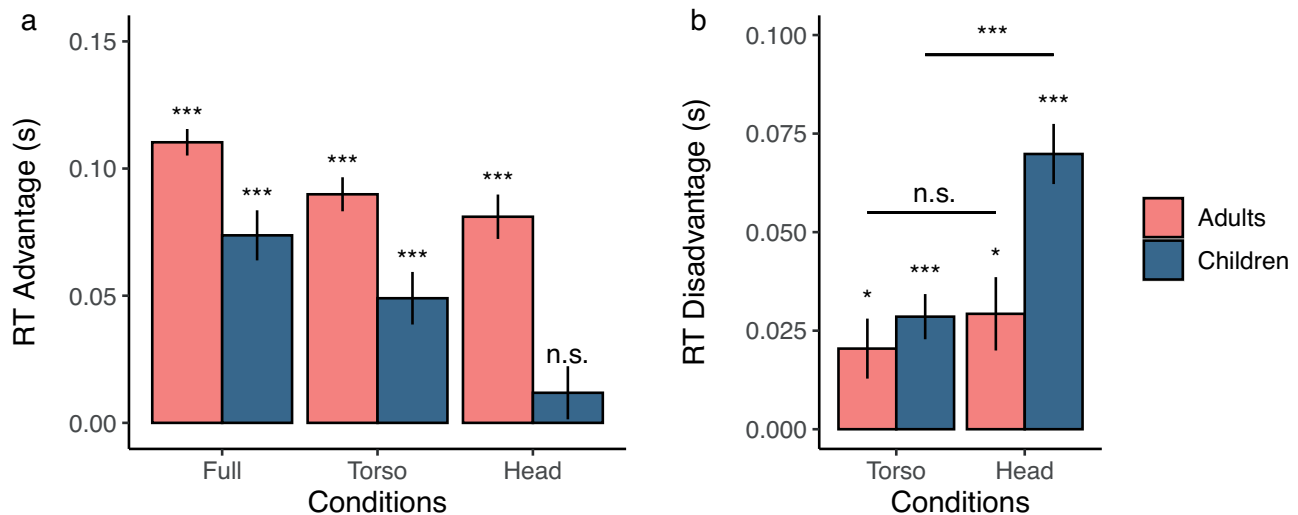 a
RT Advantage (s)
0.15
0.10
0.05
0.00
***
***
***
***
***
n.s.
Full
Torso
Head
Conditions
b
RT Disadvantage (s)
0.100
0.075
0.050
0.025
0.000
***
***
n.s.
*
***
*
Torso
Head
Conditions
Adults
Children